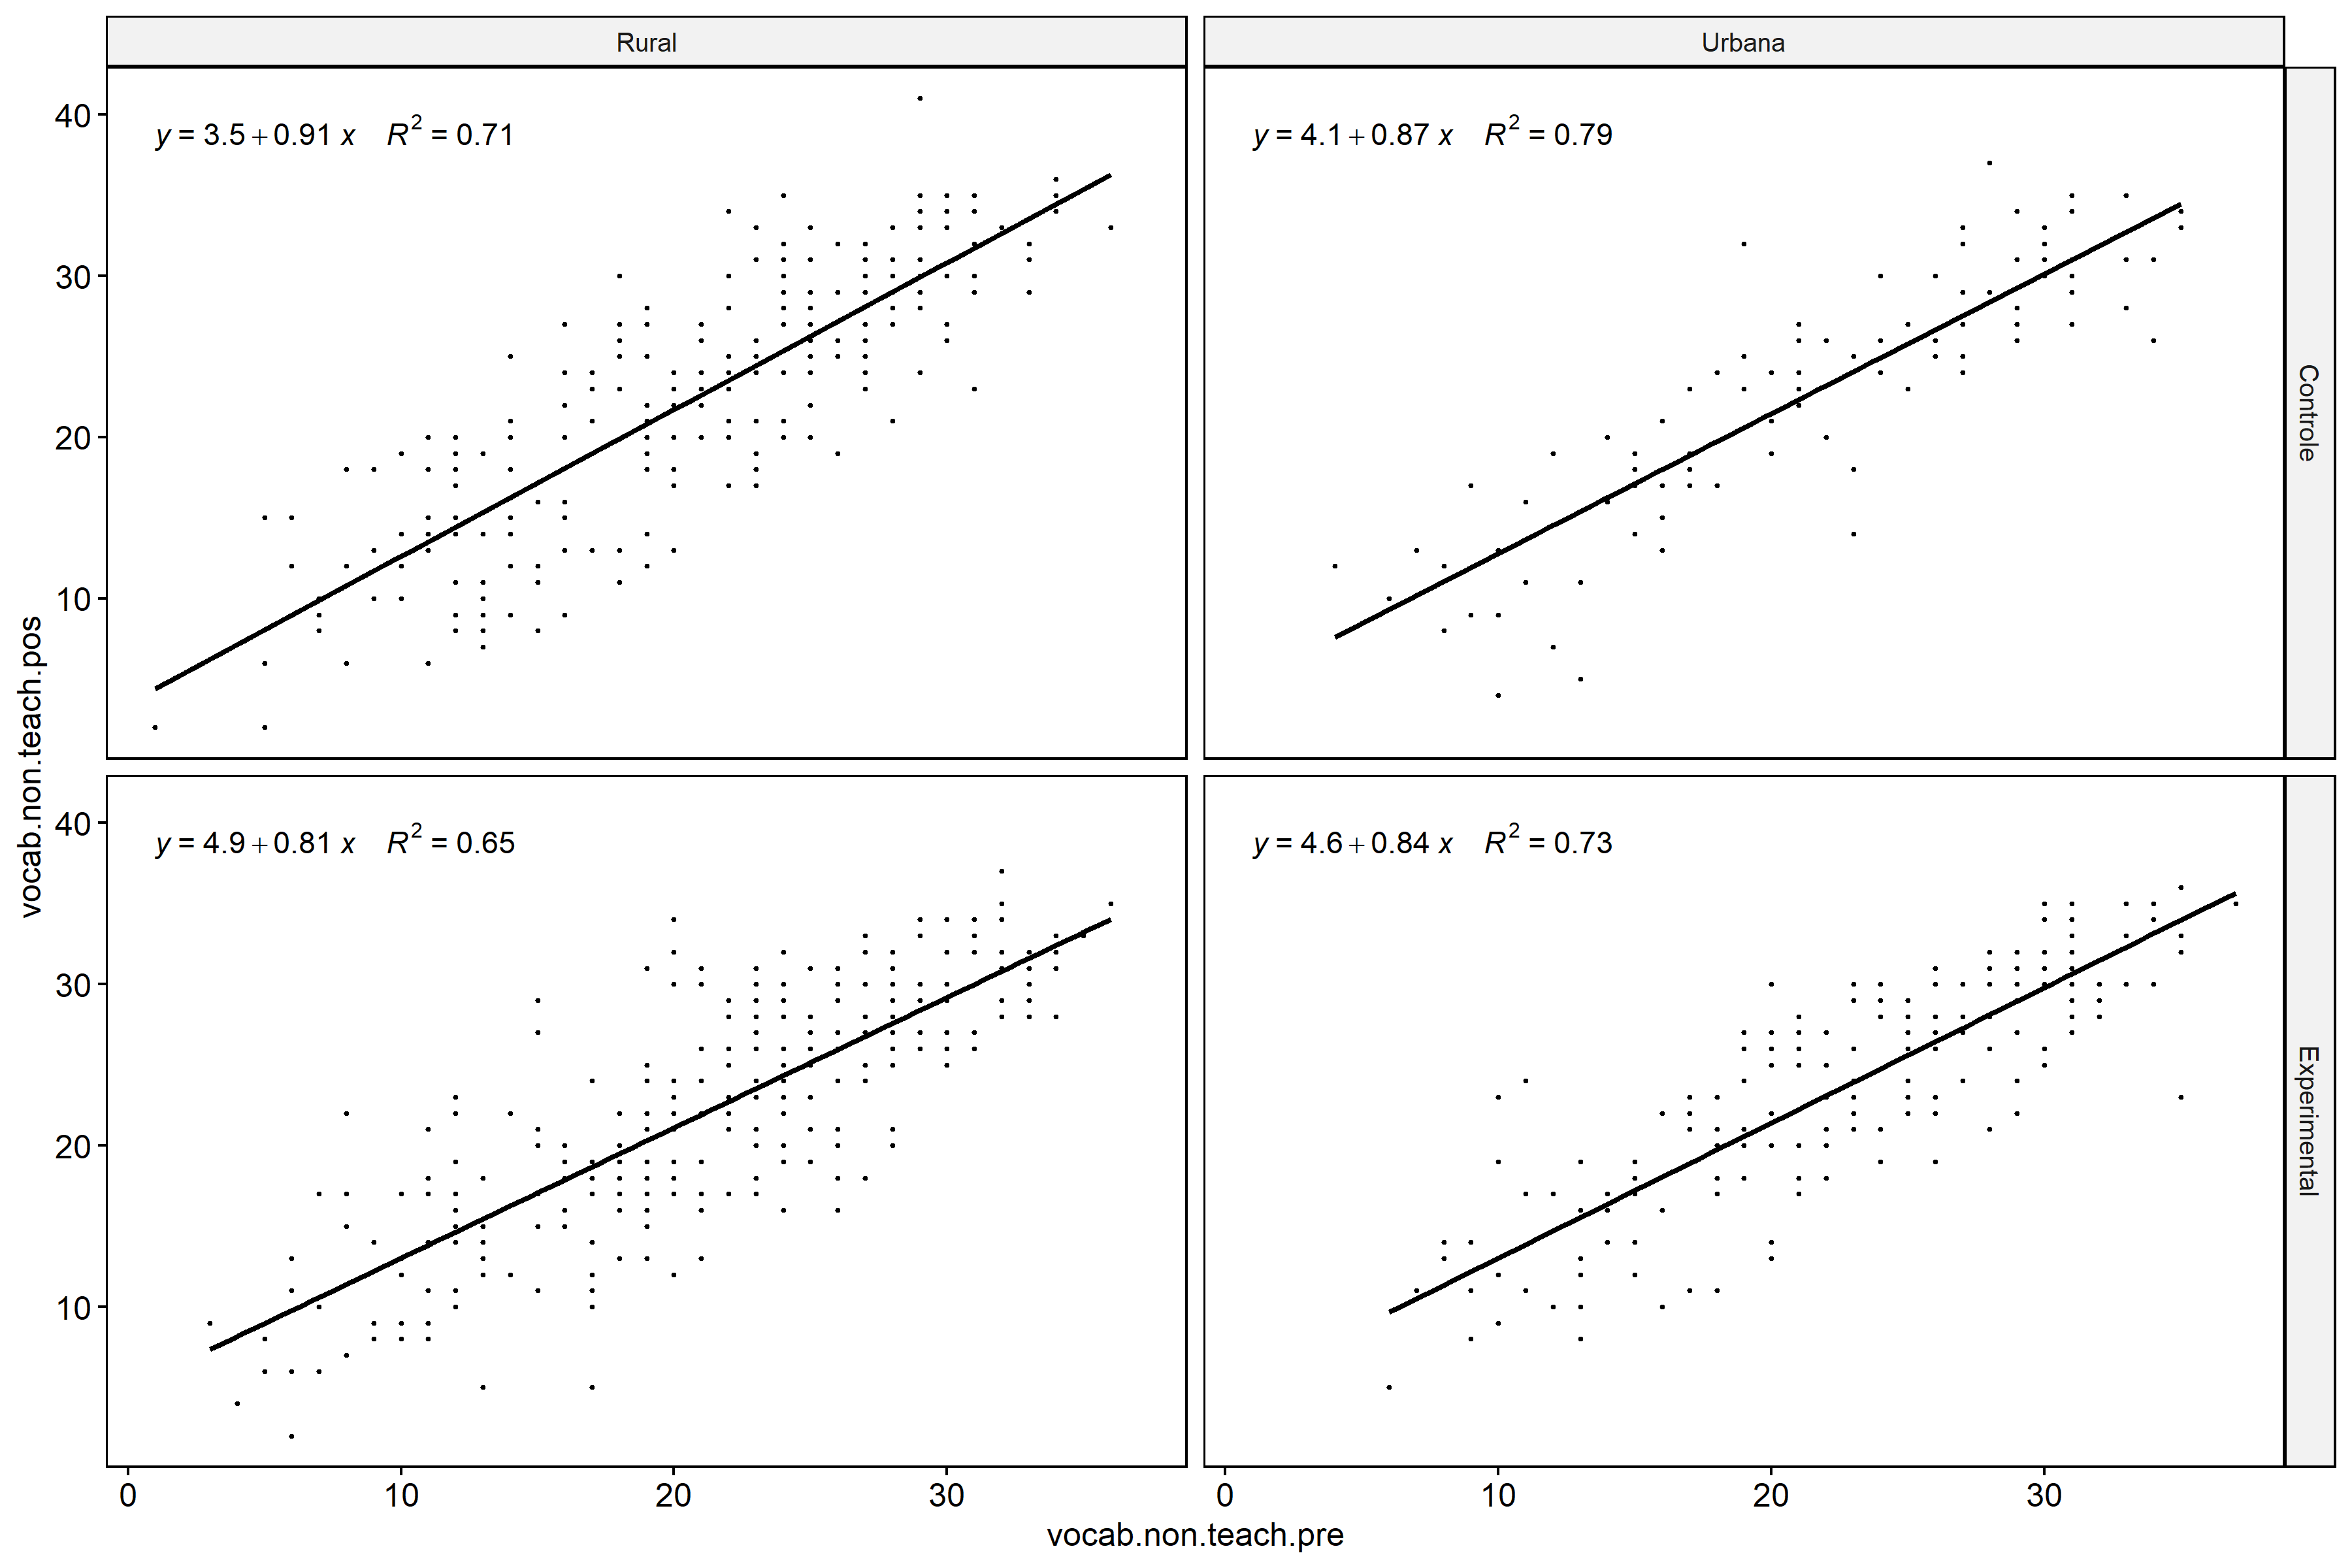 Rural
Urbana
y = 3.5 + 0.91 x R² = 0.71
y = 4.1 + 0.87 x R² = 0.79
Controle
40
30
20
10
y = 4.9 + 0.81 x R² = 0.65
y = 4.6 + 0.84 x R² = 0.73
Experimental
40
30
20
10
vocab.non.teach.pos
0 10 20 30
0 10 20 30
vocab.non.teach.pre